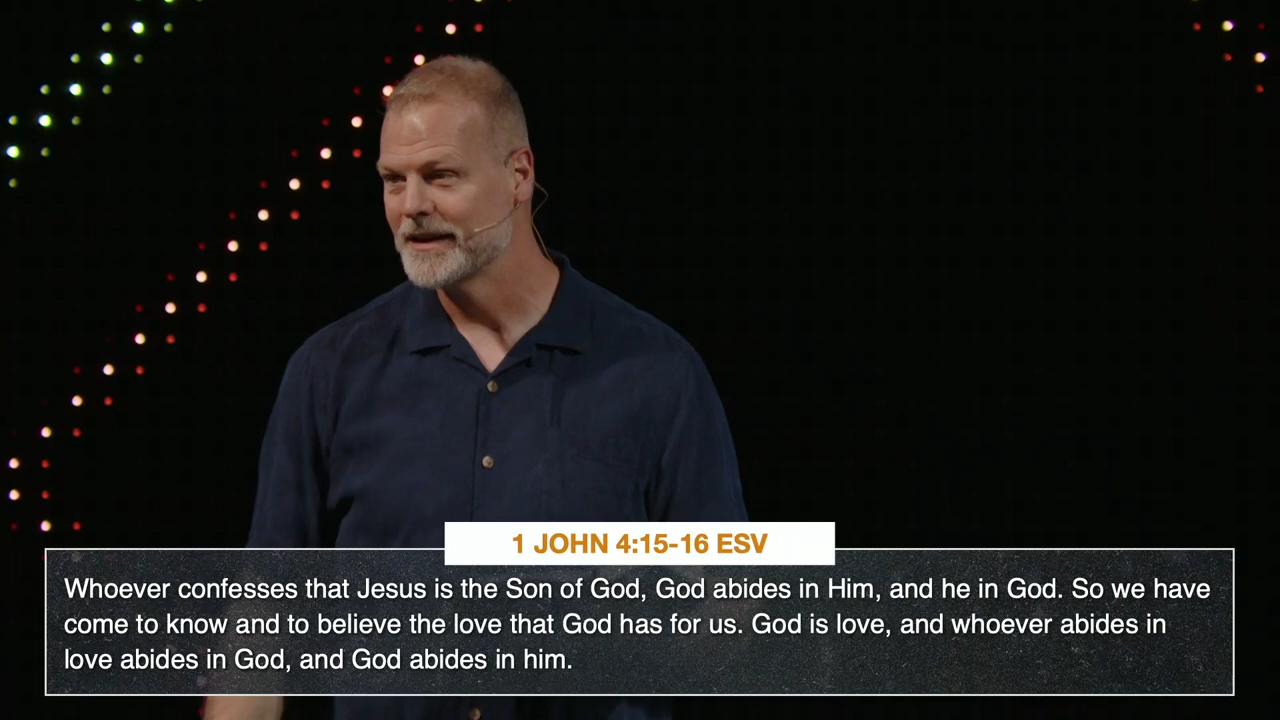 1 JOHN 4:15-16 ESV
Whoever confesses that Jesus is the Son of God, God abides in Him, and he in God. So we have
come to know and to believe the love that God has for us. God is love, and whoever abides in
love abides in God, and God abides in him.